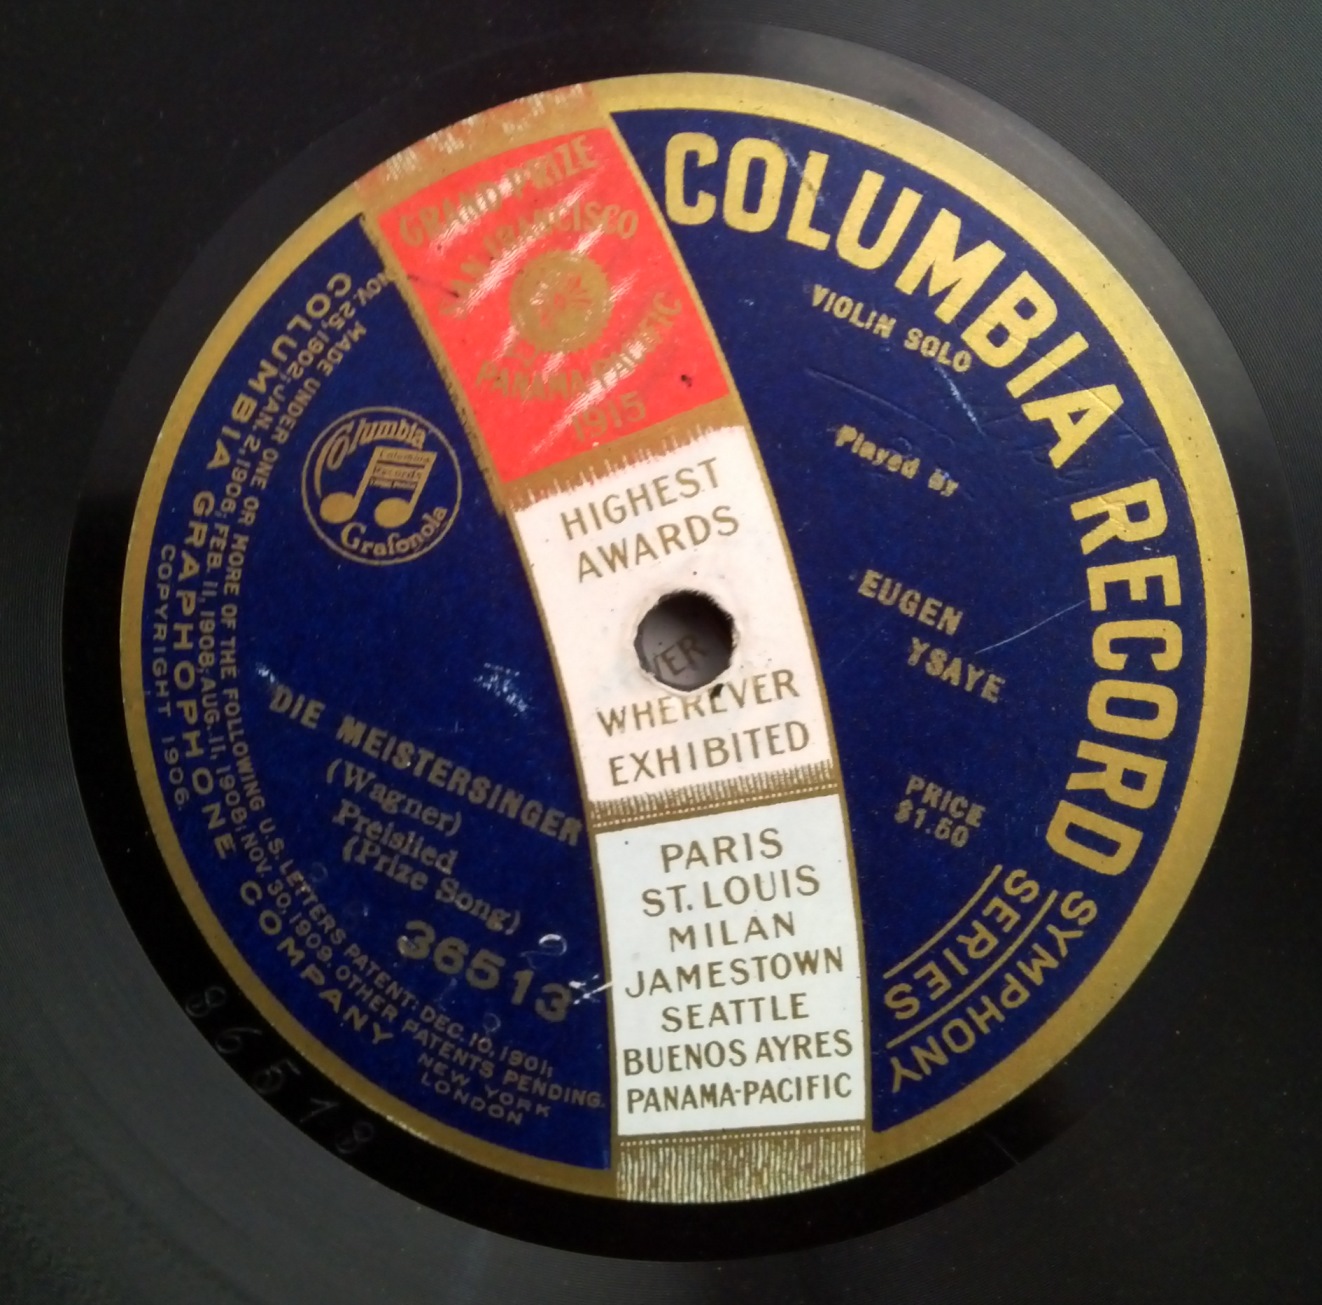 COLUMBIA RECORD
SYMPHONY
SERIES
VIOLIN SOLO
Played By
EUGEN
YSAYE
PRICE
$1.50
GRAND PRIZE
SAN FRANCISCO
PANAMA-PACIFIC
1915
HIGHEST
AWARDS
VER
WHEREVER
EXHIBITED
PARIS
ST. LOUIS
MILAN
JAMESTOWN
SEATTLE
BUENOS AYRES
PANAMA-PACIFIC
Columbia
Columbia
Records
Grafonola
DIE MEISTERSINGER
(Wagner)
Preislied
(Prize Song)
36513
MADE UNDER ONE OR MORE OF THE FOLLOWING U.S. LETTERS PATENT: DEC. 10, 1901;
NOV. 25, 1902; JAN. 2, 1906; FEB. 11, 1908; AUG. 11, 1908; NOV. 30, 1909. OTHER PATENTS PENDING.
COLUMBIA GRAPHOPHONE COMPANY
NEW YORK
LONDON
COPYRIGHT 1906.
36513